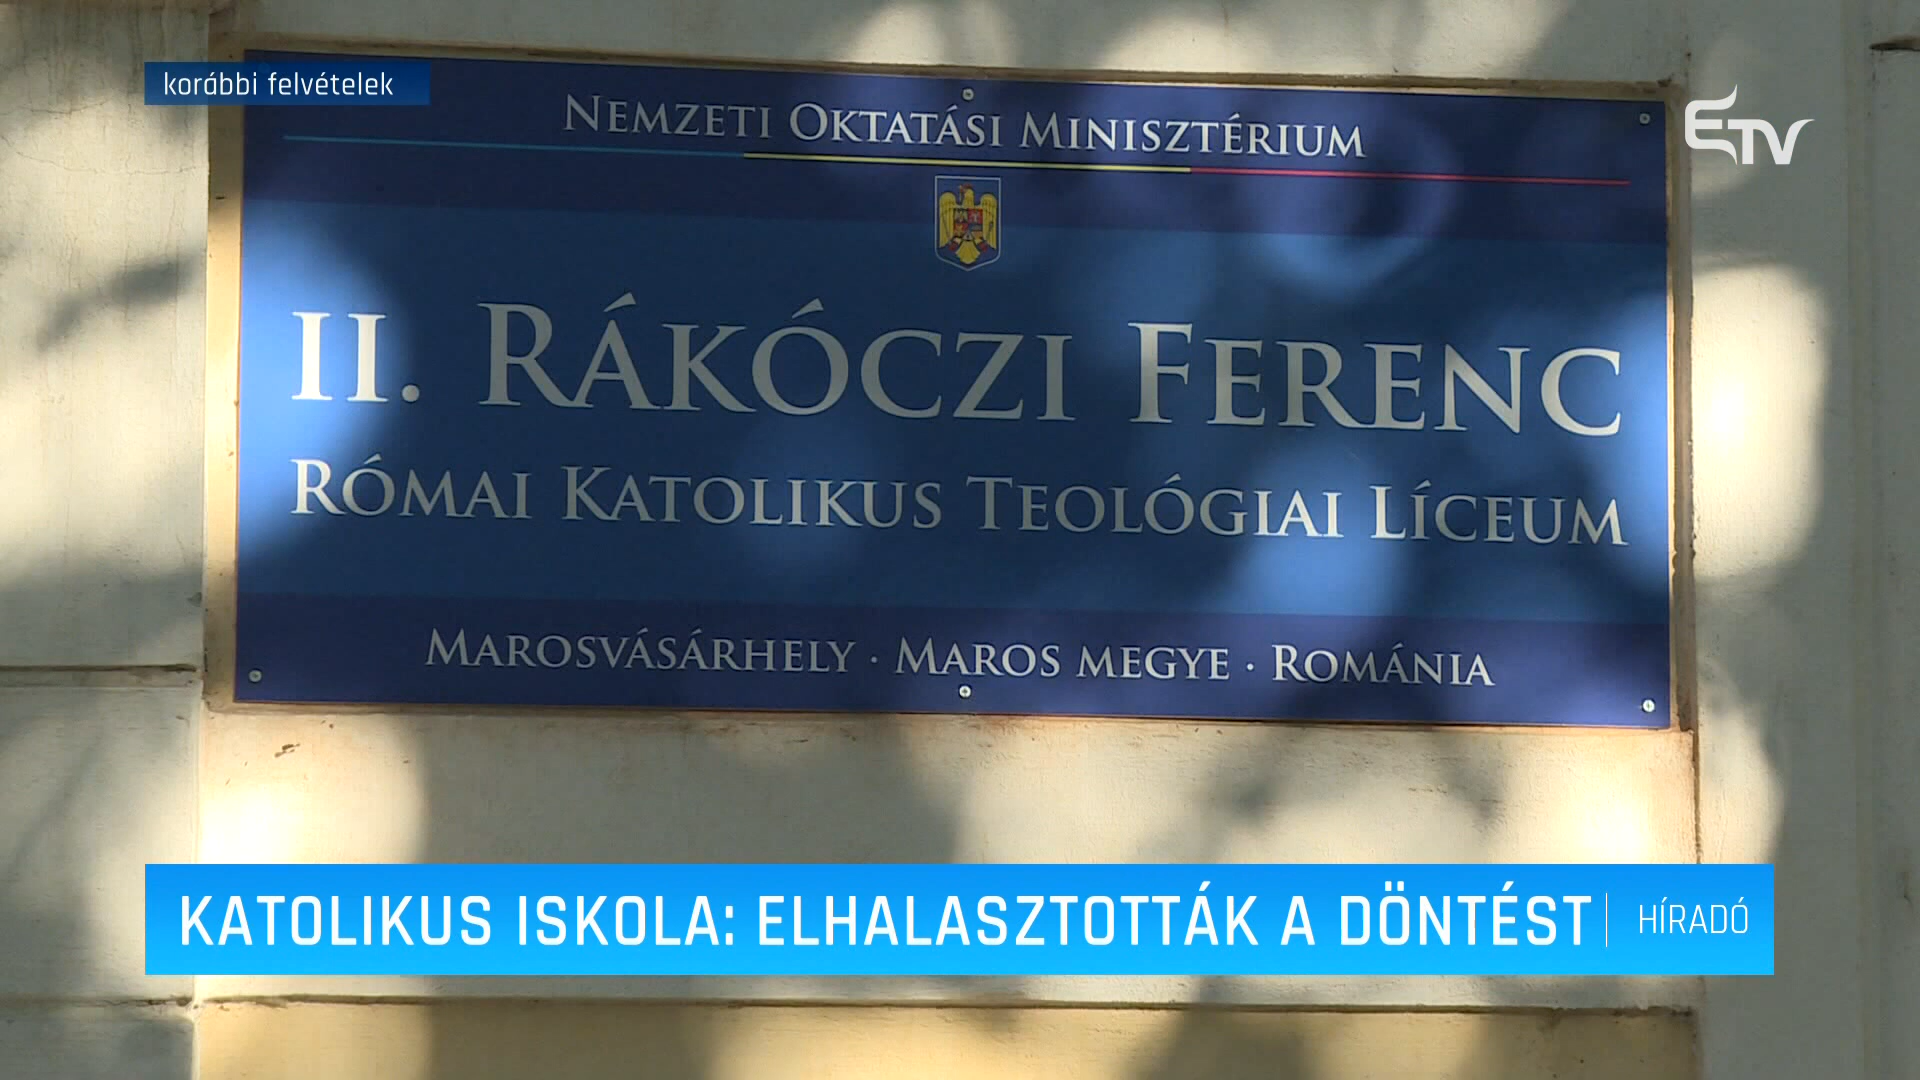 korábbi felvételek
ETV
NEMZETI OKTATÁSI MINISZTÉRIUM
II. RÁKÓCZI FERENC
RÓMAI KATOLIKUS TEOLÓGIAI LÍCEUM
MAROSVÁSÁRHELY · MAROS MEGYE · ROMÁNIA
KATOLIKUS ISKOLA: ELHALASZTOTTÁK A DÖNTÉST
HÍRADÓ